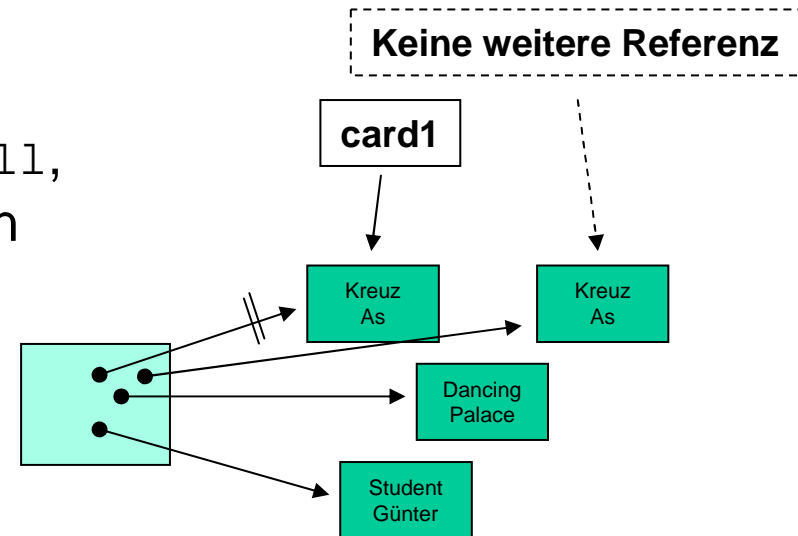 Keine weitere Referenz
card1
ll,
n
Kreuz
As
Kreuz
As
Dancing
Palace
Student
Günter